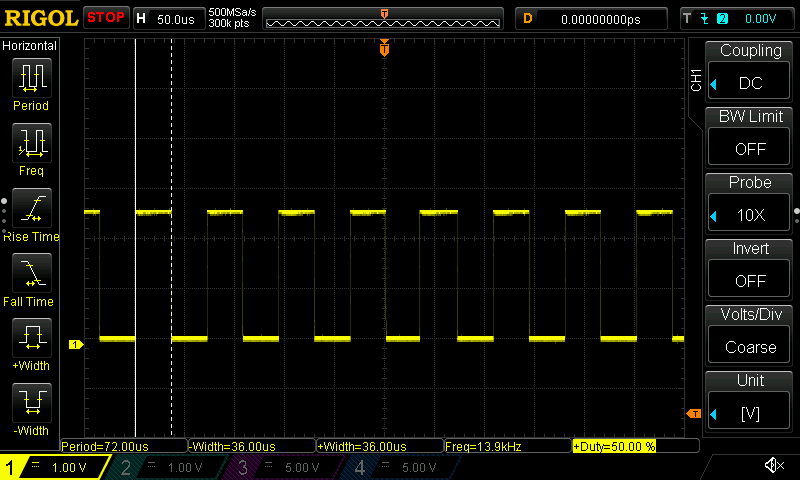 RIGOL STOP H 50.0us 500MSa/s 300k pts T D 0.00000000ps T 2 0.00V
Horizontal
Period
Freq
Rise Time
Fall Time
+Width
-Width
T
1
T
CH1
Coupling
DC
BW Limit
OFF
Probe
10X
Invert
OFF
Volts/Div
Coarse
Unit
[V]
Period=72.00us -Width=36.00us +Width=36.00us Freq=13.9kHz +Duty=50.00 %
1 1.00 V 2 1.00 V 3 5.00 V 4 5.00 V